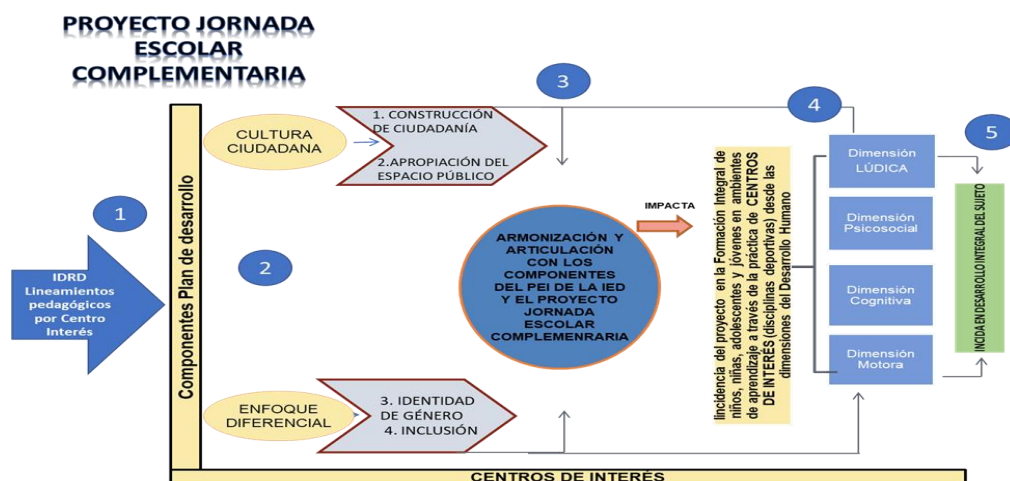 PROYECTO JORNADA
ESCOLAR
COMPLEMENTARIA
1
IDRD
Lineamientos
pedagógicos
por Centro
Interés
Componentes Plan de desarrollo
2
CULTURA
CIUDADANA
1. CONSTRUCCIÓN
DE CIUDADANÍA
2.APROPIACIÓN DEL
ESPACIO PÚBLICO
ENFOQUE
DIFERENCIAL
3. IDENTIDAD
DE GÉNERO
4. INCLUSIÓN
3
ARMONIZACIÓN Y
ARTICULACIÓN
CON LOS
COMPONENTES
DEL PEI DE LA IED
Y EL PROYECTO
JORNADA
ESCOLAR
COMPLEMENRARIA
IMPACTA
Iincidencia del proyecto en la Formación Integral de
niños, niñas, adolescentes y jóvenes en ambientes
de aprendizaje a través de la práctica de CENTROS
DE INTERÉS (disciplinas deportivas) desde las
dimensiones del Desarrollo Humano
4
Dimensión
LÚDICA
Dimensión
Psicosocial
Dimensión
Cognitiva
Dimensión
Motora
5
INCIDA EN DESARROLLO INTEGRAL DEL SUJETO
CENTROS DE INTERÉS